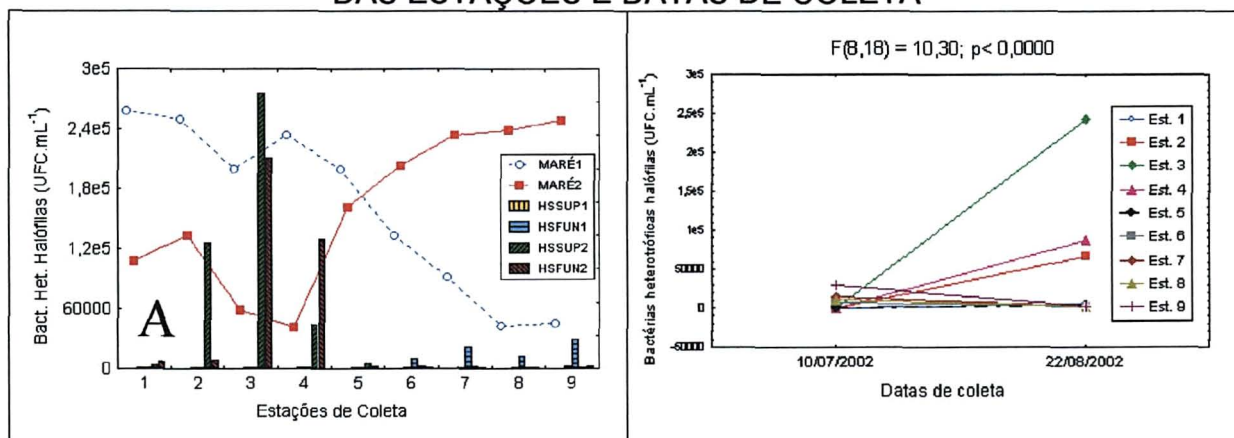 DAS ESTAÇÕES E DATAS DE COLETA
Bact. Het. Halófilas (UFC.mL-1)
3e5
2,4e5
1,8e5
1,2e5
60000
0
A
MARÉ1
MARÉ2
HSSUP1
HSFUN1
HSSUP2
HSFUN2
1 2 3 4 5 6 7 8 9
Estações de Coleta
F(8,18) = 10,30; p< 0,0000
Bactérias heterotróficas halófilas (UFC.mL-1)
3e5
2,5e5
2e5
1,5e5
1e5
50000
0
-50000
Est. 1
Est. 2
Est. 3
Est. 4
Est. 5
Est. 6
Est. 7
Est. 8
Est. 9
10/07/2002 22/08/2002
Datas de coleta